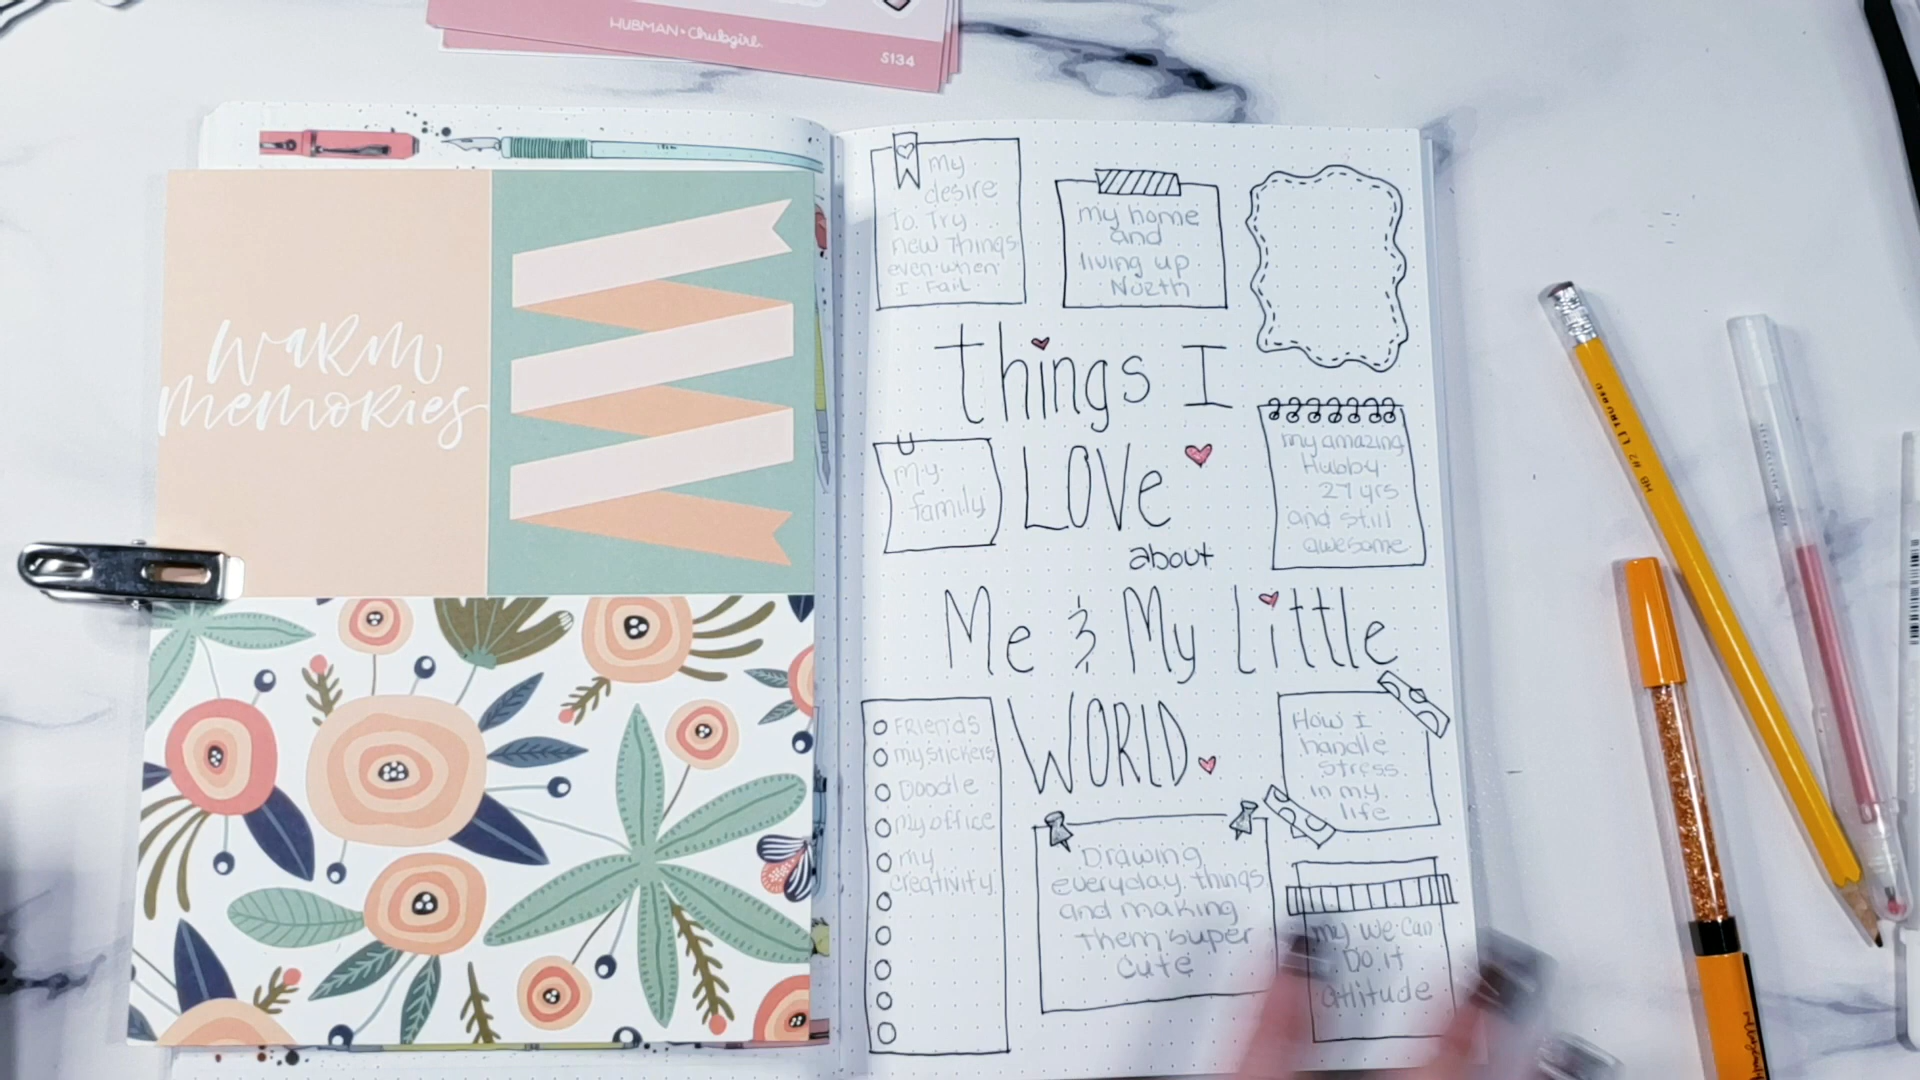 HUBMAN + Chubgirl
S134
warm
memories
My
desire
To Try
new Things
even when
I Fail
my home
and
living up
North
things I
LOVe
about
Me & My Little
WORLD
my
family
my amazing
Hubby
27 yrs
and still
awesome
Friends
my stickers
Doodle
my office
my
creativity
How I
handle
stress
in my
life
Drawing
everyday things
and making
them super
cute
my we can
Do it
attitude
HB #2